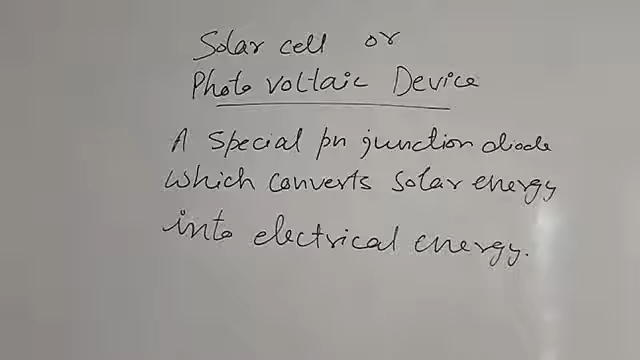 Solar cell or
Photo voltaic Device
A special pn junction diode
which converts solar energy
into electrical energy.